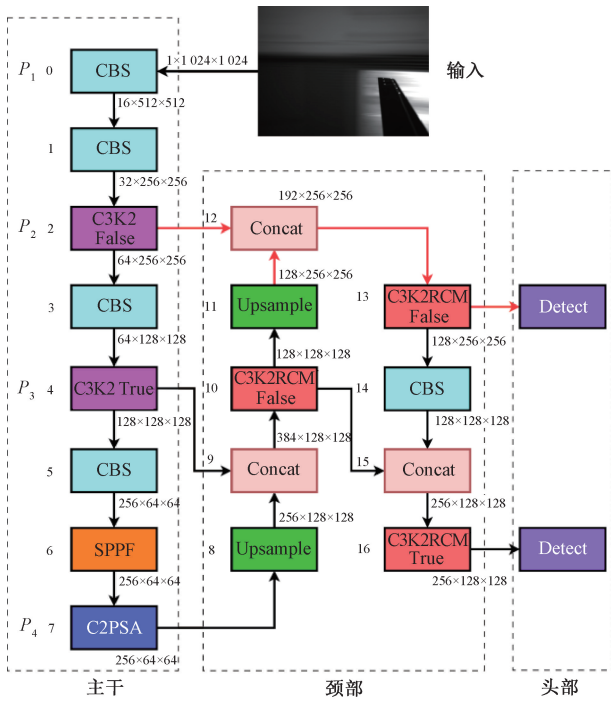 P1 0
CBS
1×1 024×1 024
输入
16×512×512
1
CBS
32×256×256
P2 2
C3K2
False
64×256×256
3
CBS
64×128×128
P3 4
C3K2 True
128×128×128
5
CBS
256×64×64
6
SPPF
256×64×64
P4 7
C2PSA
256×64×64
主干
192×256×256
12
Concat
128×256×256
11
Upsample
128×128×128
10
C3K2RCM
False
384×128×128
9
Concat
256×128×128
8
Upsample
13
C3K2RCM
False
128×256×256
14
CBS
128×128×128
15
Concat
256×128×128
16
C3K2RCM
True
256×128×128
颈部
Detect
Detect
头部